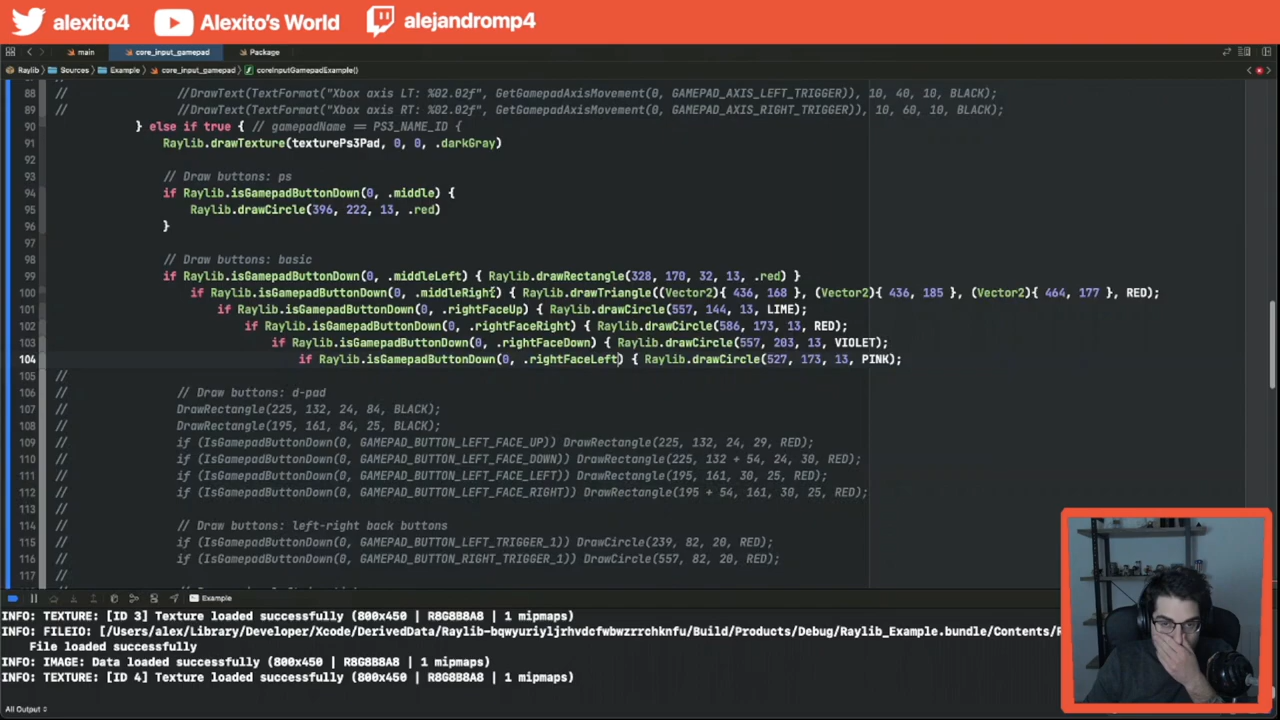 alexito4 Alexito's World alejandromp4
main core_input_gamepad Package
Raylib Sources Example core_input_gamepad coreInputGamepadExample()
88 // //DrawText(TextFormat("Xbox axis LT: %02.02f", GetGamepadAxisMovement(0, GAMEPAD_AXIS_LEFT_TRIGGER)), 10, 40, 10, BLACK);
89 // //DrawText(TextFormat("Xbox axis RT: %02.02f", GetGamepadAxisMovement(0, GAMEPAD_AXIS_RIGHT_TRIGGER)), 10, 60, 10, BLACK);
90 } else if true { // gamepadName == PS3_NAME_ID {
91 Raylib.drawTexture(texturePs3Pad, 0, 0, .darkGray)
92
93 // Draw buttons: ps
94 if Raylib.isGamepadButtonDown(0, .middle) {
95 Raylib.drawCircle(396, 222, 13, .red)
96 }
97
98 // Draw buttons: basic
99 if Raylib.isGamepadButtonDown(0, .middleLeft) { Raylib.drawRectangle(328, 170, 32, 13, .red) }
100 if Raylib.isGamepadButtonDown(0, .middleRight) { Raylib.drawTriangle((Vector2){ 436, 168 }, (Vector2){ 436, 185 }, (Vector2){ 464, 177 }, RED);
101 if Raylib.isGamepadButtonDown(0, .rightFaceUp) { Raylib.drawCircle(557, 144, 13, LIME);
102 if Raylib.isGamepadButtonDown(0, .rightFaceRight) { Raylib.drawCircle(586, 173, 13, RED);
103 if Raylib.isGamepadButtonDown(0, .rightFaceDown) { Raylib.drawCircle(557, 203, 13, VIOLET);
104 if Raylib.isGamepadButtonDown(0, .rightFaceLeft) { Raylib.drawCircle(527, 173, 13, PINK);
105 //
106 // // Draw buttons: d-pad
107 // DrawRectangle(225, 132, 24, 84, BLACK);
108 // DrawRectangle(195, 161, 84, 25, BLACK);
109 // if (IsGamepadButtonDown(0, GAMEPAD_BUTTON_LEFT_FACE_UP)) DrawRectangle(225, 132, 24, 29, RED);
110 // if (IsGamepadButtonDown(0, GAMEPAD_BUTTON_LEFT_FACE_DOWN)) DrawRectangle(225, 132 + 54, 24, 30, RED);
111 // if (IsGamepadButtonDown(0, GAMEPAD_BUTTON_LEFT_FACE_LEFT)) DrawRectangle(195, 161, 30, 25, RED);
112 // if (IsGamepadButtonDown(0, GAMEPAD_BUTTON_LEFT_FACE_RIGHT)) DrawRectangle(195 + 54, 161, 30, 25, RED);
113 //
114 // // Draw buttons: left-right back buttons
115 // if (IsGamepadButtonDown(0, GAMEPAD_BUTTON_LEFT_TRIGGER_1)) DrawCircle(239, 82, 20, RED);
116 // if (IsGamepadButtonDown(0, GAMEPAD_BUTTON_RIGHT_TRIGGER_1)) DrawCircle(557, 82, 20, RED);
117 //
Example
INFO: TEXTURE: [ID 3] Texture loaded successfully (800x450 | R8G8B8A8 | 1 mipmaps)
INFO: FILEIO: [/Users/alex/Library/Developer/Xcode/DerivedData/Raylib-bqwyuriyljrhvdcfwbwzrrchknfu/Build/Products/Debug/Raylib_Example.bundle/Contents/R
File loaded successfully
INFO: IMAGE: Data loaded successfully (800x450 | R8G8B8A8 | 1 mipmaps)
INFO: TEXTURE: [ID 4] Texture loaded successfully (800x450 | R8G8B8A8 | 1 mipmaps)
All Output